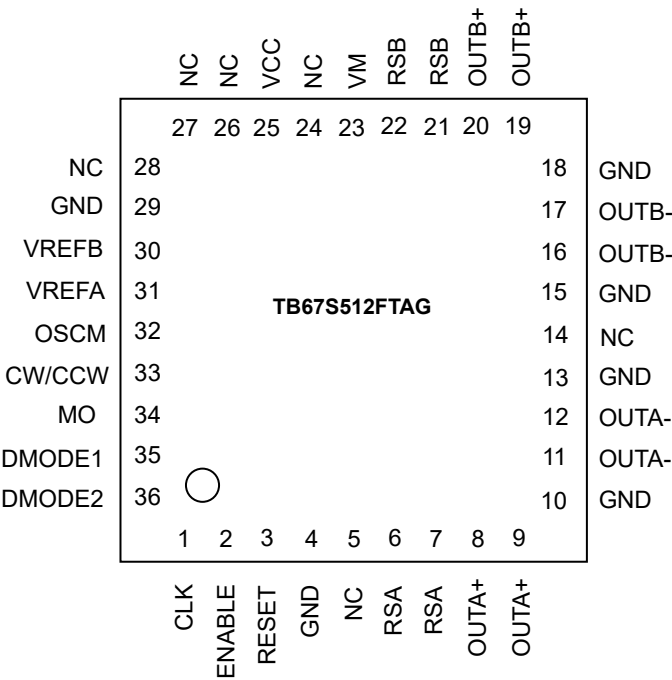 NC NC VCC NC VM RSB RSB OUTB+ OUTB+
27 26 25 24 23 22 21 20 19
NC 28 18 GND
GND 29 17 OUTB-
VREFB 30 16 OUTB-
VREFA 31 15 GND
TB67S512FTAG
OSCM 32 14 NC
CW/CCW 33 13 GND
MO 34 12 OUTA-
DMODE1 35 11 OUTA-
DMODE2 36 10 GND
1 2 3 4 5 6 7 8 9
CLK ENABLE RESET GND NC RSA RSA OUTA+ OUTA+